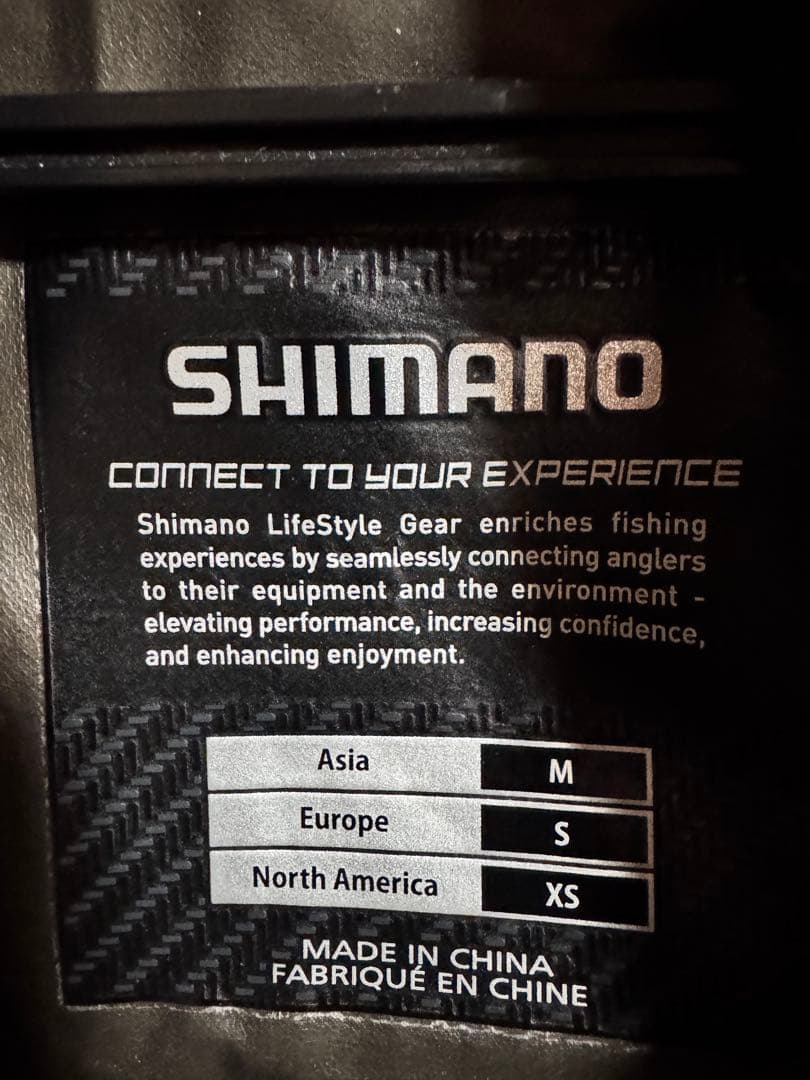 SHIMANO
CONNECT TO YOUR EXPERIENCE
Shimano LifeStyle Gear enriches fishing
experiences by seamlessly connecting anglers
to their equipment and the environment -
elevating performance, increasing confidence,
and enhancing enjoyment.
Asia M
Europe S
North America XS
MADE IN CHINA
FABRIQUÉ EN CHINE